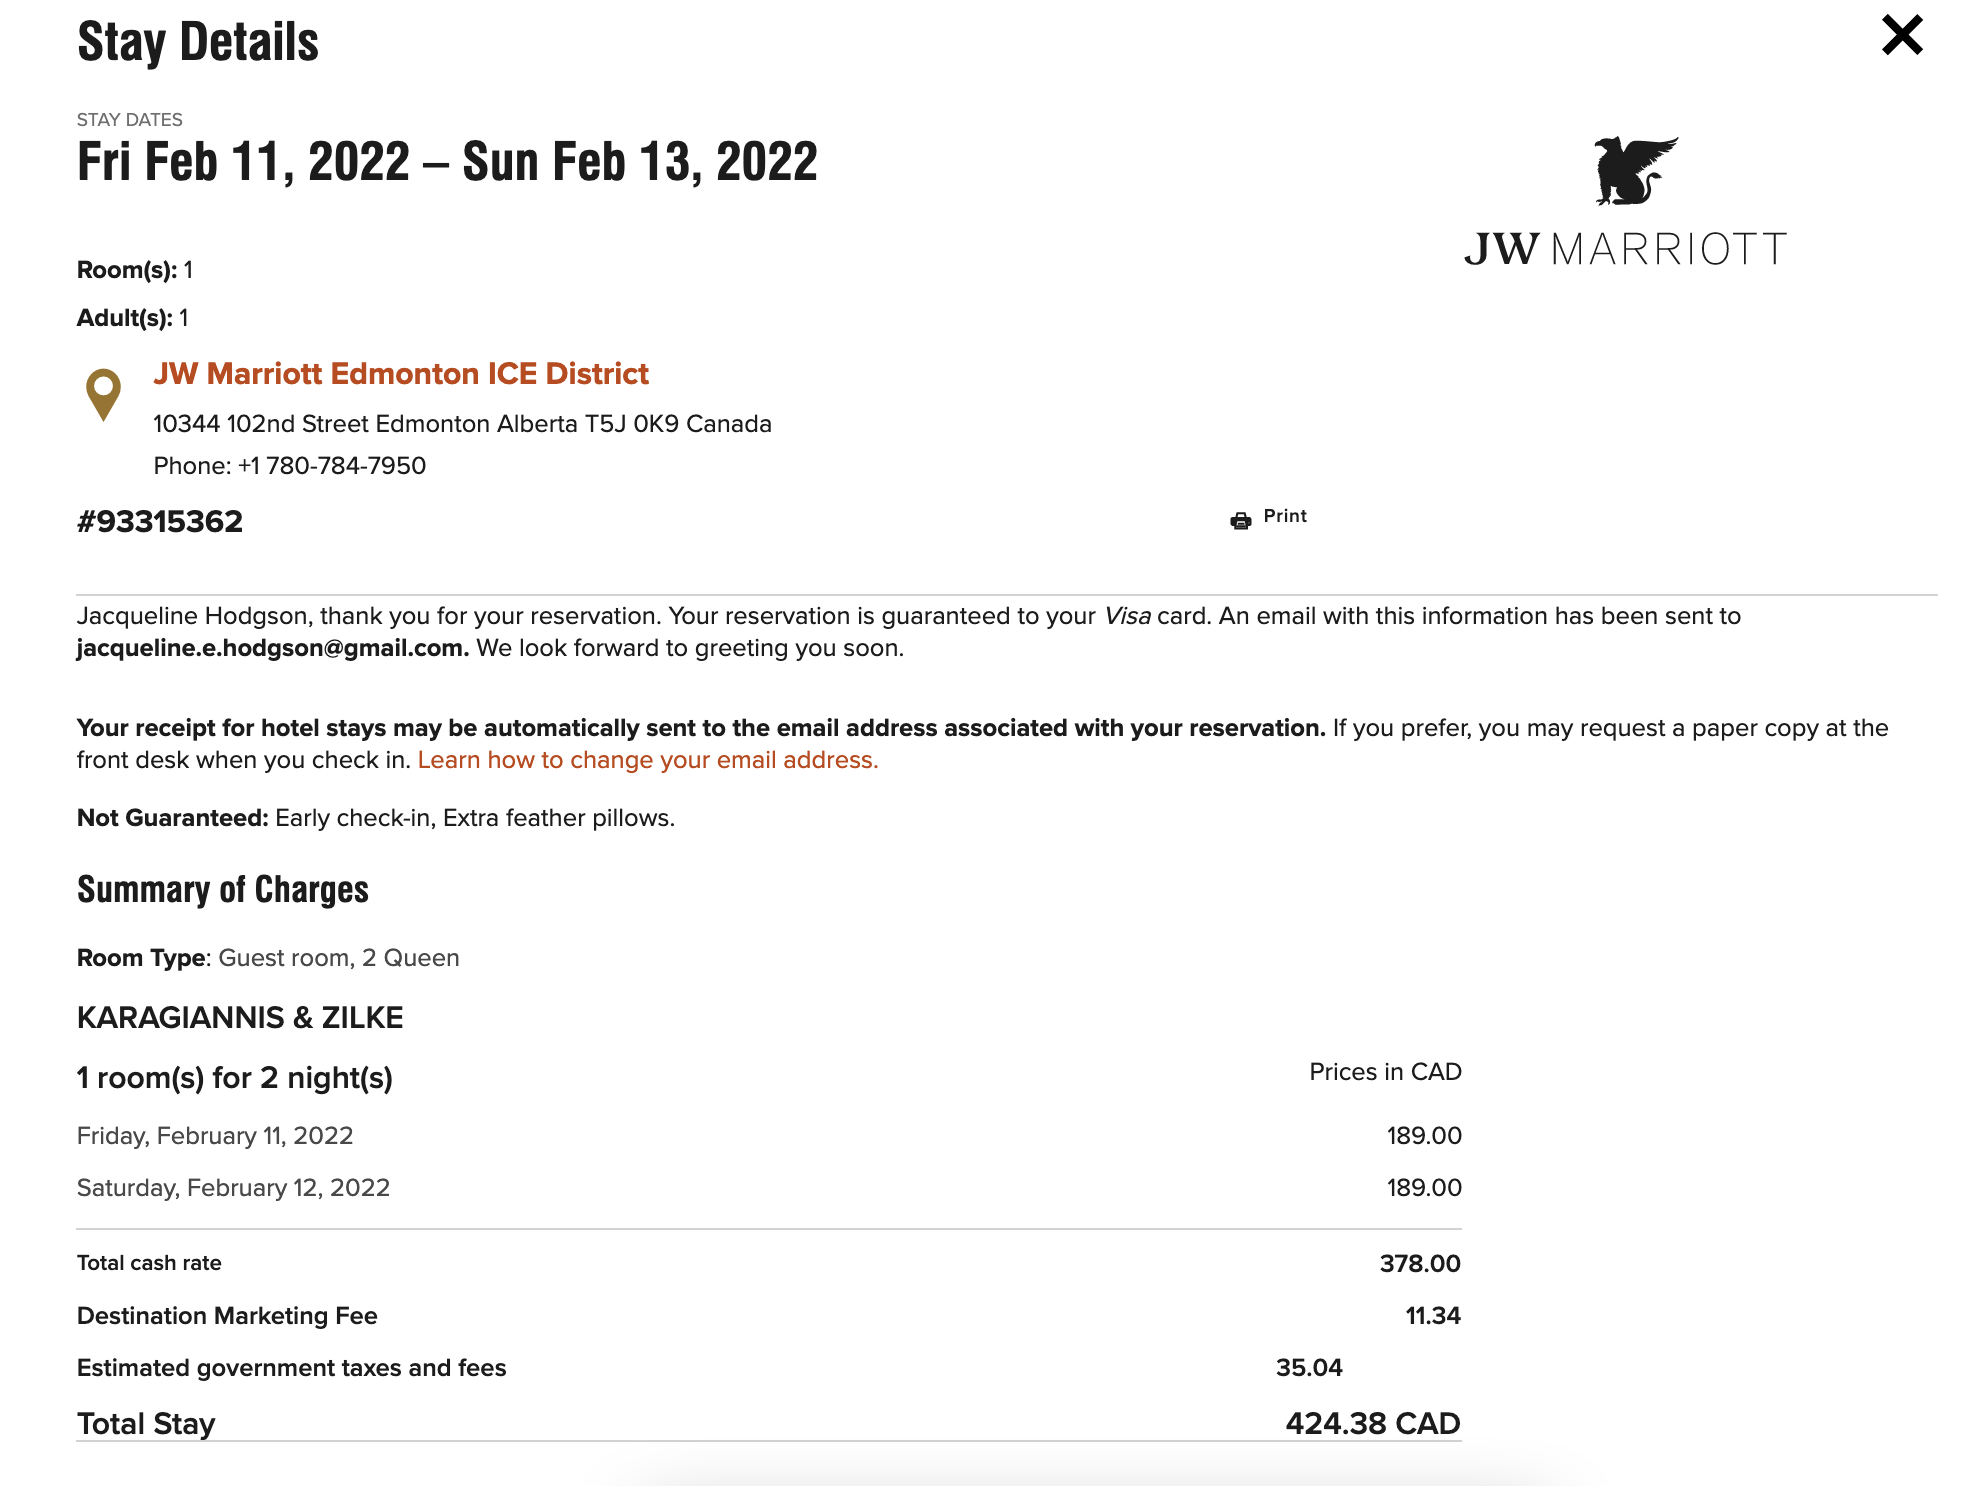 Stay Details
STAY DATES
Fri Feb 11, 2022 – Sun Feb 13, 2022
JW MARRIOTT
Room(s): 1
Adult(s): 1
JW Marriott Edmonton ICE District
10344 102nd Street Edmonton Alberta T5J 0K9 Canada
Phone: +1 780-784-7950
#93315362
Print
Jacqueline Hodgson, thank you for your reservation. Your reservation is guaranteed to your Visa card. An email with this information has been sent to
jacqueline.e.hodgson@gmail.com. We look forward to greeting you soon.
Your receipt for hotel stays may be automatically sent to the email address associated with your reservation. If you prefer, you may request a paper copy at the
front desk when you check in. Learn how to change your email address.
Not Guaranteed: Early check-in, Extra feather pillows.
Summary of Charges
Room Type: Guest room, 2 Queen
KARAGIANNIS & ZILKE
1 room(s) for 2 night(s) Prices in CAD
Friday, February 11, 2022 189.00
Saturday, February 12, 2022 189.00
Total cash rate 378.00
Destination Marketing Fee 11.34
Estimated government taxes and fees 35.04
Total Stay 424.38 CAD